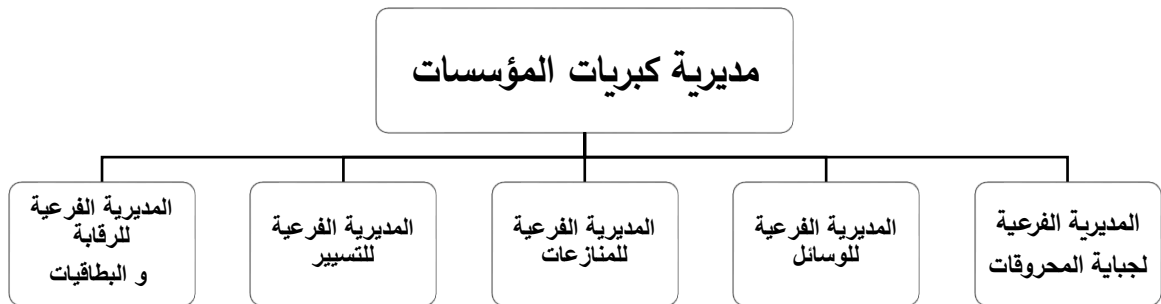 مديرية كبريات المؤسسات
المديرية الفرعية
لجباية المحروقات
المديرية الفرعية
للوسائل
المديرية الفرعية
للمنازعات
المديرية الفرعية
للتسيير
المديرية الفرعية
للرقابة
و البطاقيات